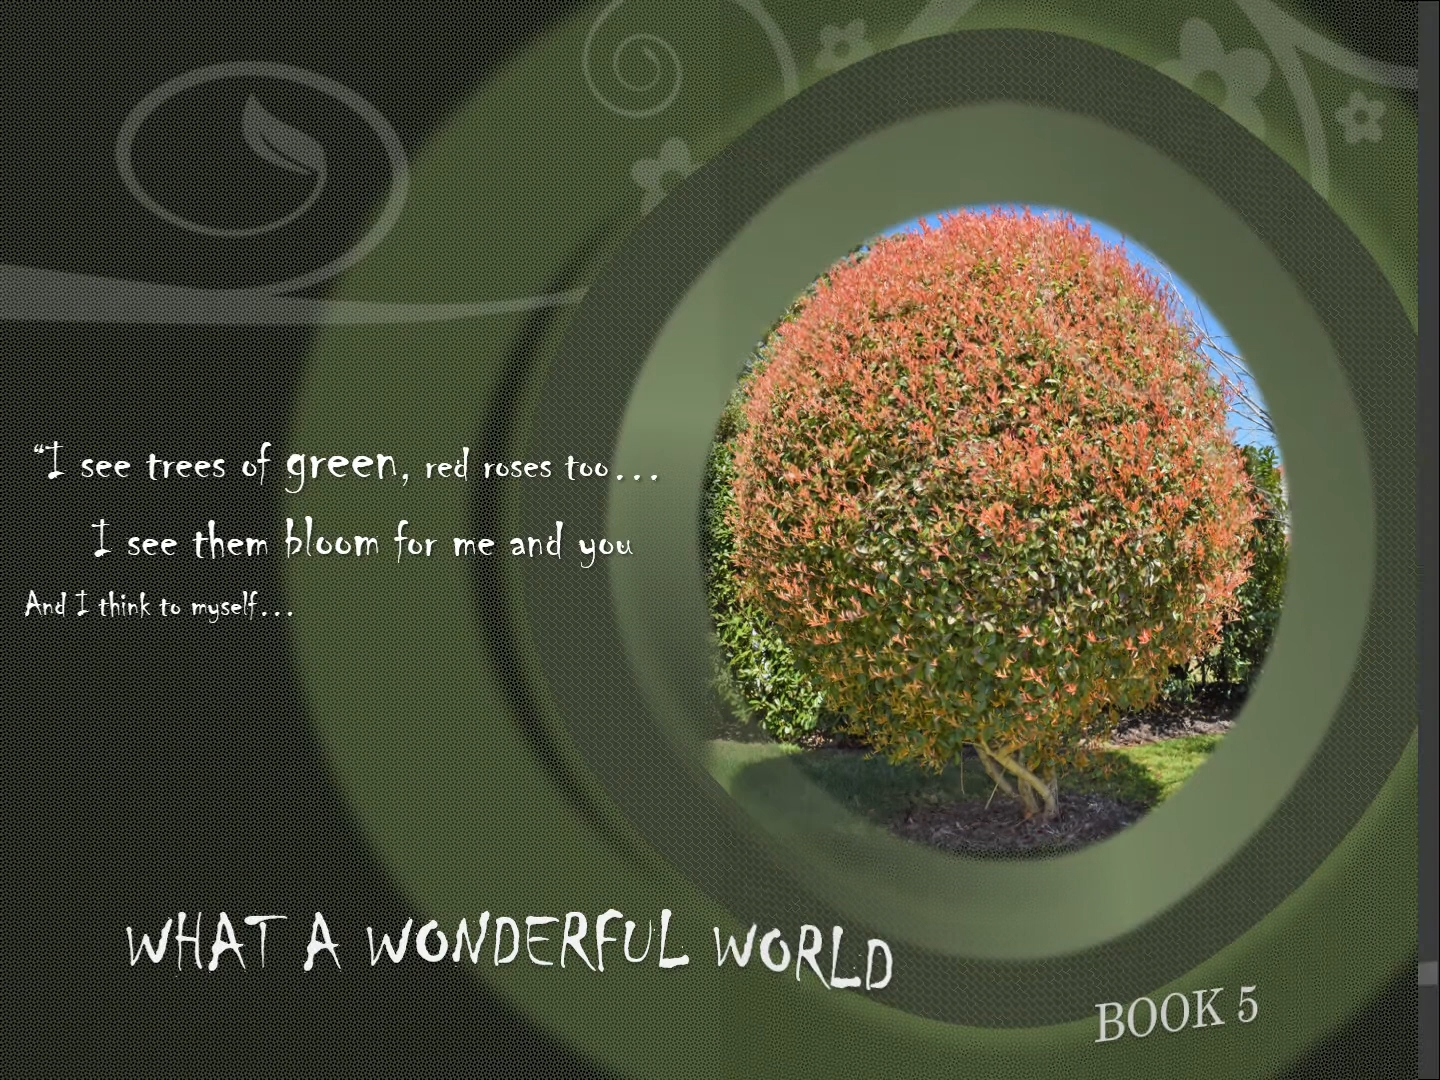 “I see trees of green, red roses too...
I see them bloom for me and you
And I think to myself...
WHAT A WONDERFUL WORLD
BOOK 5